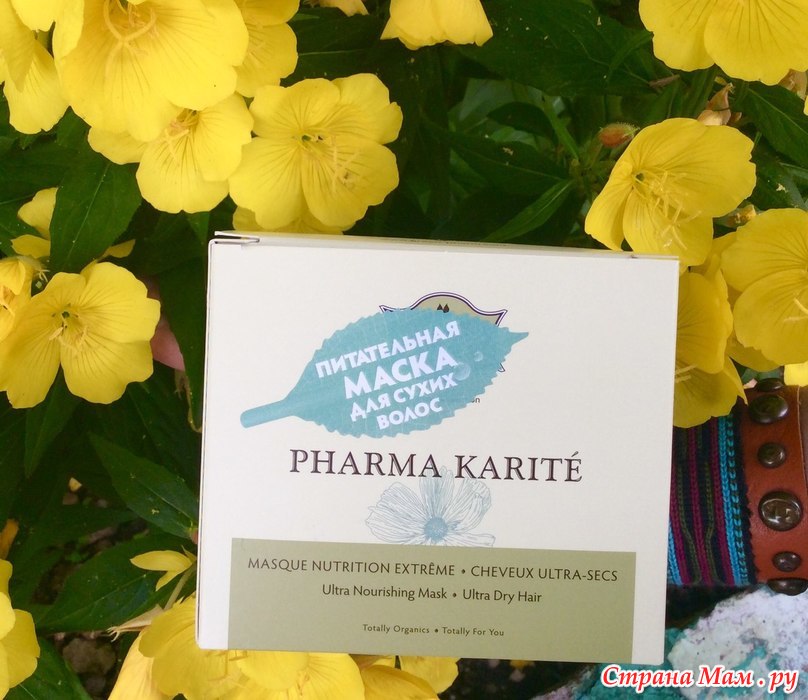 ПИТАТЕЛЬНАЯ
МАСКА
ДЛЯ СУХИХ
ВОЛОС
PHARMA KARITÉ
MASQUE NUTRITION EXTRÊME • CHEVEUX ULTRA-SECS
Ultra Nourishing Mask • Ultra Dry Hair
Totally Organics • Totally For You
Страна Мам.ру